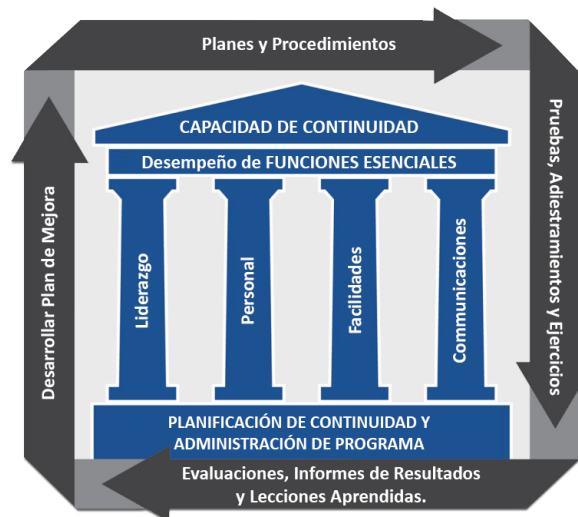 Planes y Procedimientos
Pruebas, Adiestramientos y Ejercicios
CAPACIDAD DE CONTINUIDAD
Desempeño de FUNCIONES ESENCIALES
Liderazgo
Personal
Facilidades
Communicaciones
PLANIFICACIÓN DE CONTINUIDAD Y
ADMINISTRACIÓN DE PROGRAMA
Evaluaciones, Informes de Resultados
y Lecciones Aprendidas.
Desarrollar Plan de Mejora